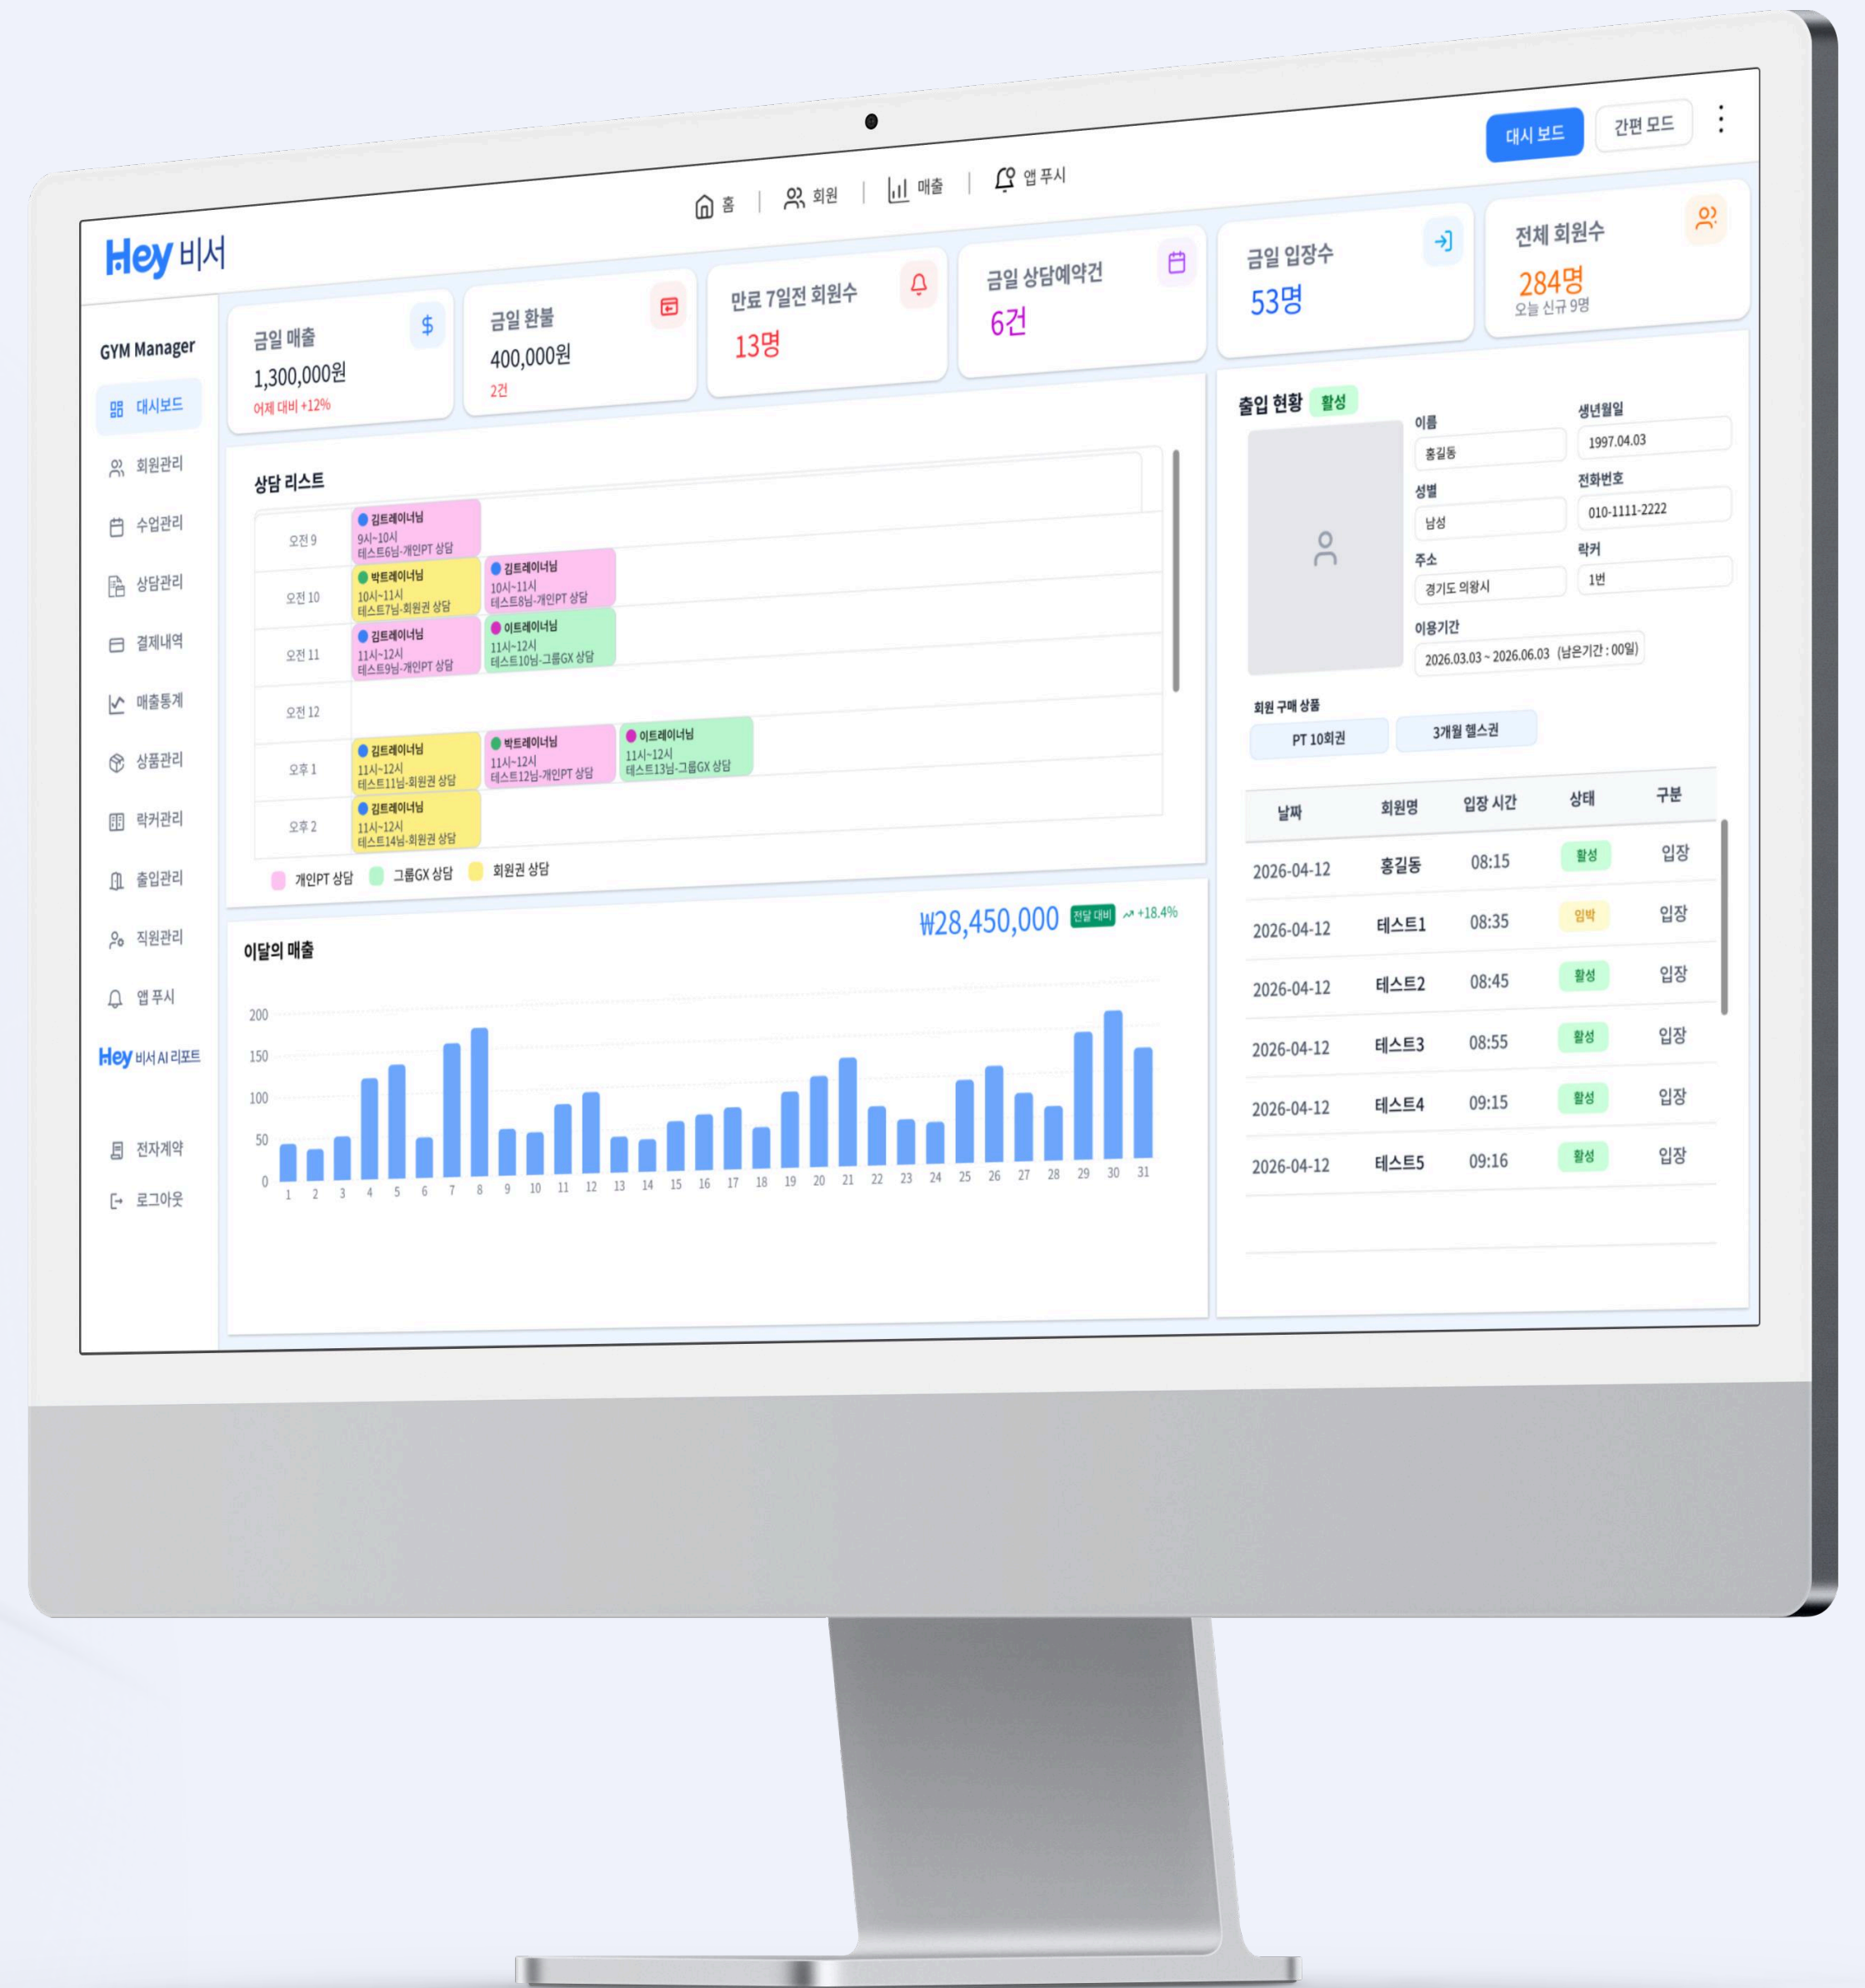 Hey 비서
홈 | 회원 | 매출 | 앱 푸시
대시 보드
간편 모드
GYM Manager
대시보드
회원관리
수업관리
상담관리
결제내역
매출통계
상품관리
락커관리
출입관리
직원관리
앱 푸시
Hey 비서 AI 리포트
전자계약
로그아웃
금일 매출
$
1,300,000원
어제 대비 +12%
금일 환불
400,000원
2건
만료 7일전 회원수
13명
금일 상담예약건
6건
금일 입장수
53명
전체 회원수
284명
오늘 신규 9명
상담 리스트
오전 9
김트레이너님
9시~10시
테스트6님-개인PT 상담
오전 10
박트레이너님
10시~11시
테스트7님-회원권 상담
김트레이너님
10시~11시
테스트8님-개인PT 상담
오전 11
김트레이너님
11시~12시
테스트9님-개인PT 상담
이트레이너님
11시~12시
테스트10님-그룹GX 상담
오전 12
오후 1
김트레이너님
11시~12시
테스트11님-회원권 상담
박트레이너님
11시~12시
테스트12님-개인PT 상담
이트레이너님
11시~12시
테스트13님-그룹GX 상담
오후 2
김트레이너님
11시~12시
테스트14님-회원권 상담
개인PT 상담 그룹GX 상담 회원권 상담
이달의 매출
₩28,450,000 전달 대비 +18.4%
200
150
100
50
0
1 2 3 4 5 6 7 8 9 10 11 12 13 14 15 16 17 18 19 20 21 22 23 24 25 26 27 28 29 30 31
출입 현황 활성
이름
홍길동
생년월일
1997.04.03
성별
남성
전화번호
010-1111-2222
주소
경기도 의왕시
락커
1번
이용기간
2026.03.03 ~ 2026.06.03 (남은기간 : 00일)
회원 구매 상품
PT 10회권
3개월 헬스권
날짜 회원명 입장 시간 상태 구분
2026-04-12 홍길동 08:15 활성 입장
2026-04-12 테스트1 08:35 임박 입장
2026-04-12 테스트2 08:45 활성 입장
2026-04-12 테스트3 08:55 활성 입장
2026-04-12 테스트4 09:15 활성 입장
2026-04-12 테스트5 09:16 활성 입장